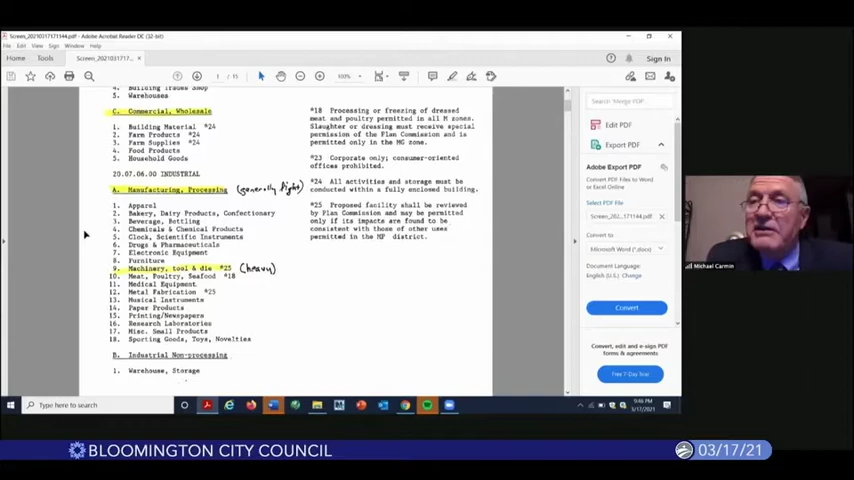 Screen_20210317171144.pdf - Adobe Acrobat Reader DC (32-bit)
File Edit View Sign Window Help
Home Tools Screen_2021031717... × Sign In
1 / 15 100%
4. Building Trades Shop
5. Warehouses
C. Commercial, Wholesale
1. Building Material *24
2. Farm Products *24
3. Farm Supplies *24
4. Food Products
5. Household Goods
20.07.06.00 INDUSTRIAL
A. Manufacturing, Processing (generally light)
1. Apparel
2. Bakery, Dairy Products, Confectionary
3. Beverage, Bottling
4. Chemicals & Chemical Products
5. Clock, Scientific Instruments
6. Drugs & Pharmaceuticals
7. Electronic Equipment
8. Furniture
9. Machinery, tool & die *25 (heavy)
10. Meat, Poultry, Seafood *18
11. Medical Equipment
12. Metal Fabrication *25
13. Musical Instruments
14. Paper Products
15. Printing/Newspapers
16. Research Laboratories
17. Misc. Small Products
18. Sporting Goods, Toys, Novelties
B. Industrial Non-processing
1. Warehouse, Storage
*18 Processing or freezing of dressed
meat and poultry permitted in all M zones.
Slaughter or dressing must receive special
permission of the Plan Commission and is
permitted only in the MG zone.
*23 Corporate only; consumer-oriented
offices prohibited.
*24 All activities and storage must be
conducted within a fully enclosed building.
*25 Proposed facility shall be reviewed
by Plan Commission and may be permitted
only if its impacts are found to be
consistent with those of other uses
permitted in the MP district.
Search 'Merge PDF'
Edit PDF
Export PDF
Adobe Export PDF
Convert PDF Files to Word
or Excel Online
Select PDF File
Screen_20...171144.pdf ×
Convert to
Microsoft Word (*.docx)
Document Language:
English (U.S.) Change
Convert
Convert, edit and e-sign PDF
forms & agreements
Free 7-Day Trial
Michael Carmin
Type here to search
9:46 PM
3/17/2021
BLOOMINGTON CITY COUNCIL
03/17/21